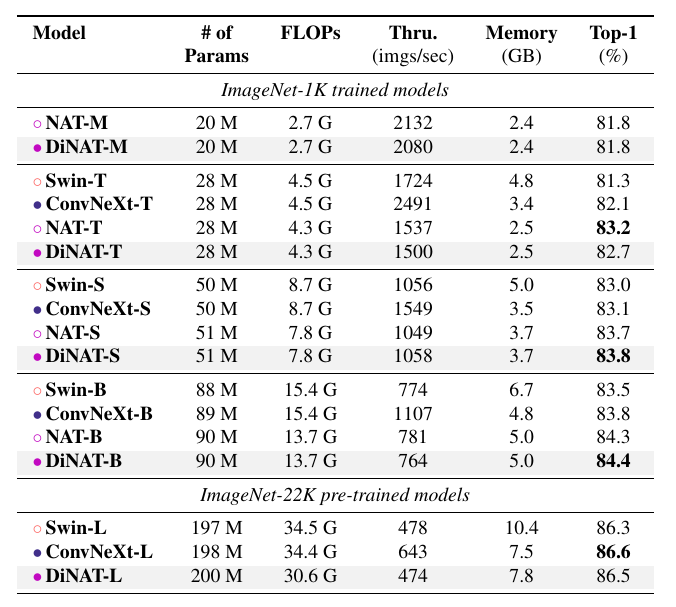 Model # of Params FLOPs Thru. (imgs/sec) Memory (GB) Top-1 (%)
ImageNet-1K trained models
○ NAT-M 20 M 2.7 G 2132 2.4 81.8
● DiNAT-M 20 M 2.7 G 2080 2.4 81.8
○ Swin-T 28 M 4.5 G 1724 4.8 81.3
● ConvNeXt-T 28 M 4.5 G 2491 3.4 82.1
○ NAT-T 28 M 4.3 G 1537 2.5 83.2
● DiNAT-T 28 M 4.3 G 1500 2.5 82.7
○ Swin-S 50 M 8.7 G 1056 5.0 83.0
● ConvNeXt-S 50 M 8.7 G 1549 3.5 83.1
○ NAT-S 51 M 7.8 G 1049 3.7 83.7
● DiNAT-S 51 M 7.8 G 1058 3.7 83.8
○ Swin-B 88 M 15.4 G 774 6.7 83.5
● ConvNeXt-B 89 M 15.4 G 1107 4.8 83.8
○ NAT-B 90 M 13.7 G 781 5.0 84.3
● DiNAT-B 90 M 13.7 G 764 5.0 84.4
ImageNet-22K pre-trained models
○ Swin-L 197 M 34.5 G 478 10.4 86.3
● ConvNeXt-L 198 M 34.4 G 643 7.5 86.6
● DiNAT-L 200 M 30.6 G 474 7.8 86.5